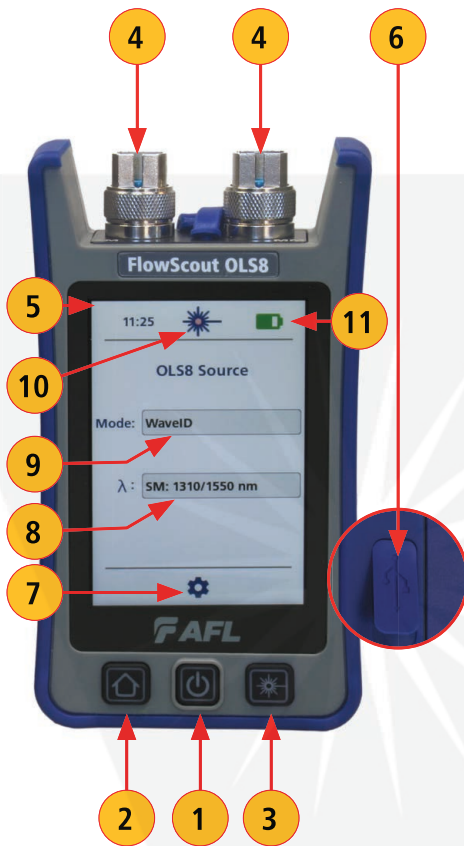 4 4 6
FlowScout OLS8
5
11:25
11
10
OLS8 Source
Mode: WaveID
9
λ: SM: 1310/1550 nm
8
7
AFL
2 1 3